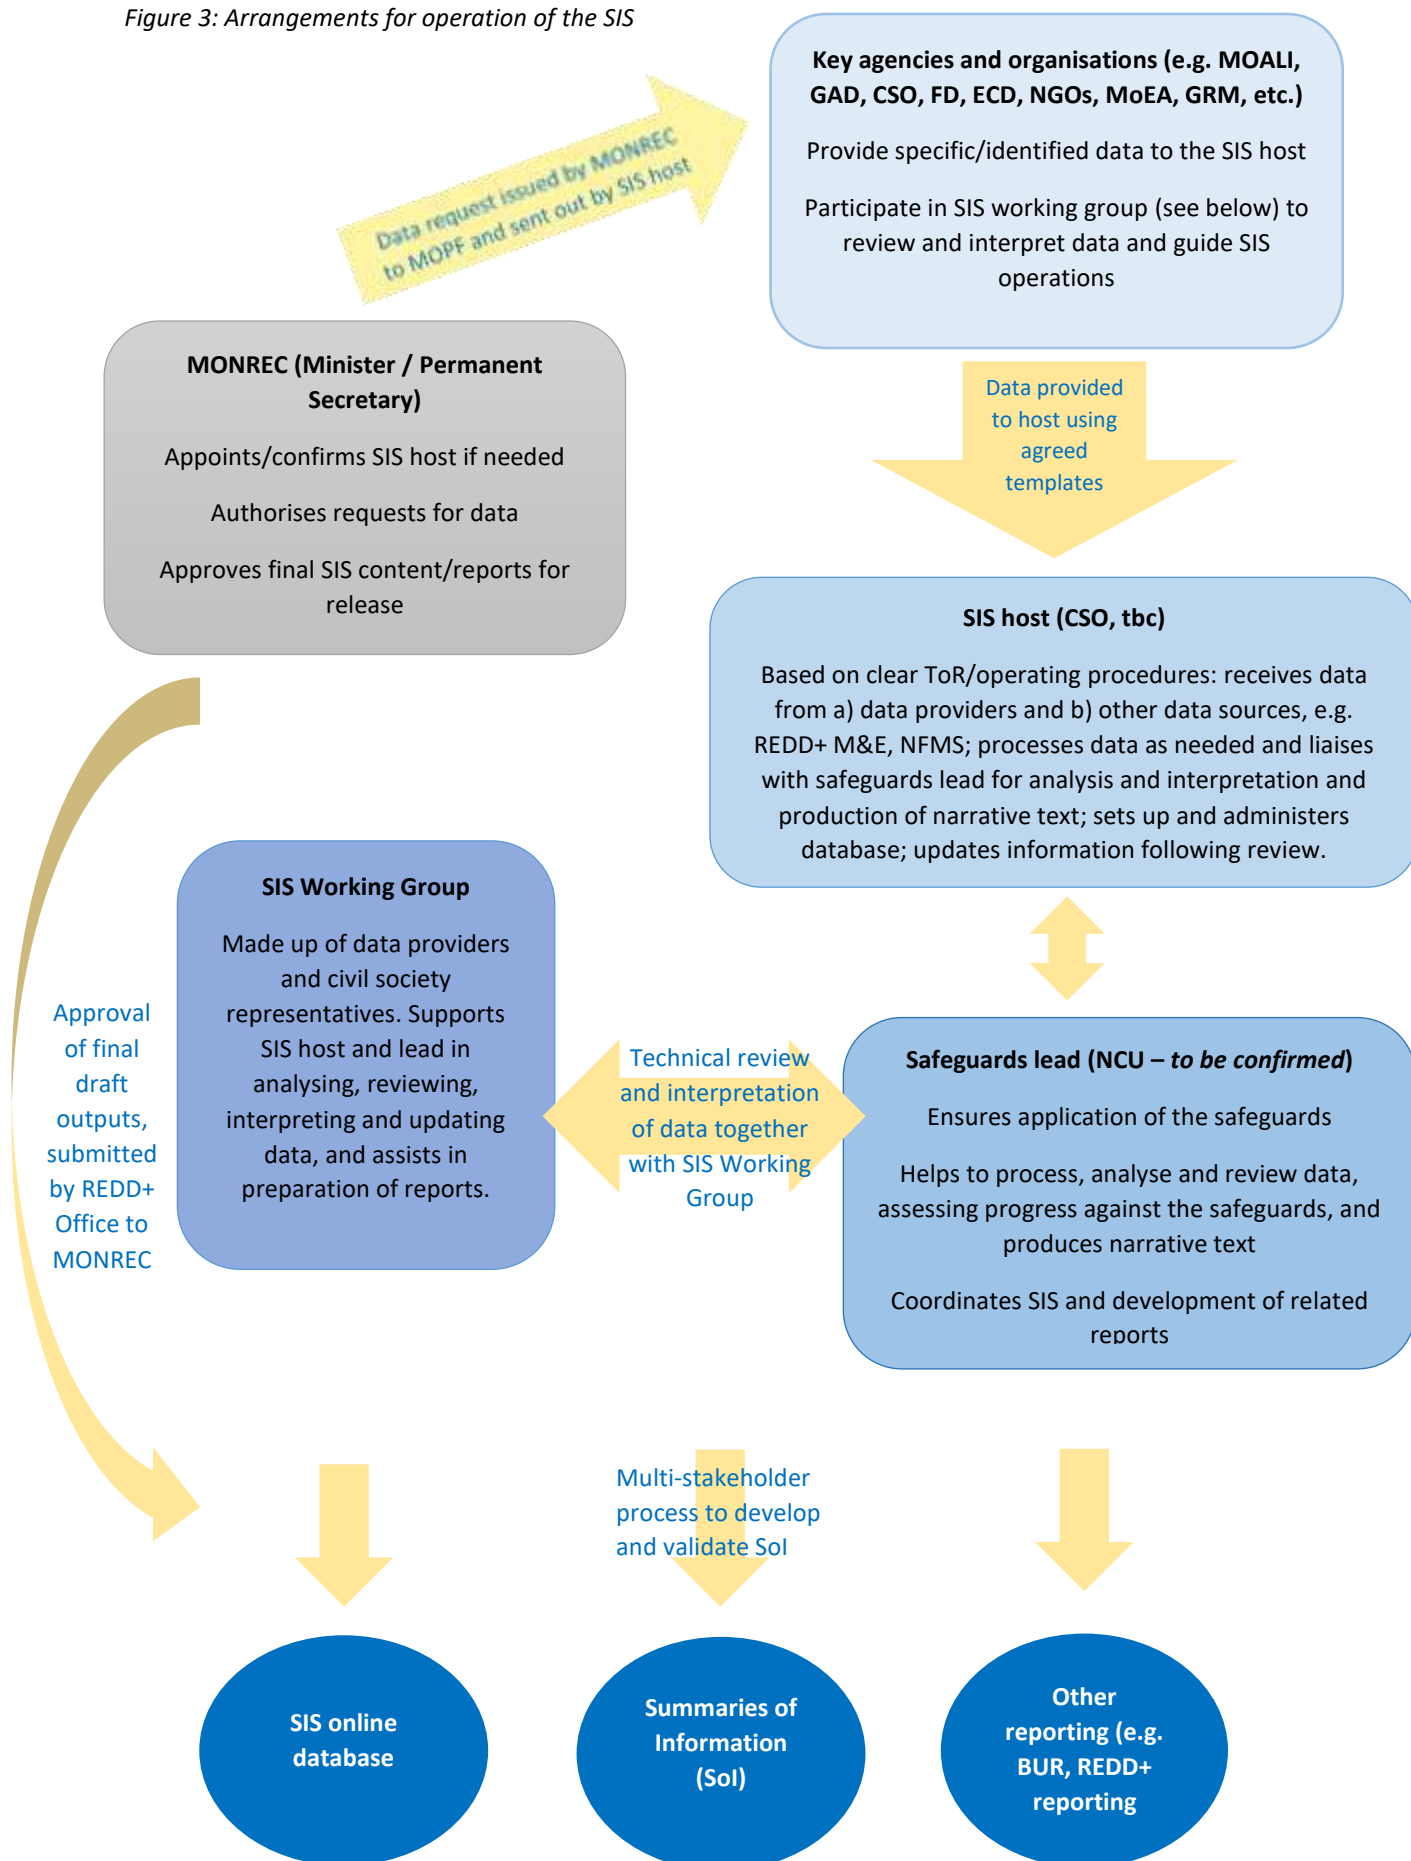 Figure 3: Arrangements for operation of the SIS
Key agencies and organisations (e.g. MOALI,
GAD, CSO, FD, ECD, NGOs, MoEA, GRM, etc.)
Provide specific/identified data to the SIS host
Participate in SIS working group (see below) to
review and interpret data and guide SIS
operations
Data request issued by MONREC
to MOPF and sent out by SIS host
MONREC (Minister / Permanent
Secretary)
Appoints/confirms SIS host if needed
Authorises requests for data
Approves final SIS content/reports for
release
Data provided
to host using
agreed
templates
SIS host (CSO, tbc)
Based on clear ToR/operating procedures: receives data
from a) data providers and b) other data sources, e.g.
REDD+ M&E, NFMS; processes data as needed and liaises
with safeguards lead for analysis and interpretation and
production of narrative text; sets up and administers
database; updates information following review.
SIS Working Group
Made up of data providers
and civil society
representatives. Supports
SIS host and lead in
analysing, reviewing,
interpreting and updating
data, and assists in
preparation of reports.
Approval
of final
draft
outputs,
submitted
by REDD+
Office to
MONREC
Technical review
and interpretation
of data together
with SIS Working
Group
Safeguards lead (NCU – to be confirmed)
Ensures application of the safeguards
Helps to process, analyse and review data,
assessing progress against the safeguards, and
produces narrative text
Coordinates SIS and development of related
reports
Multi-stakeholder
process to develop
and validate SoI
SIS online
database
Summaries of
Information
(SoI)
Other
reporting (e.g.
BUR, REDD+
reporting